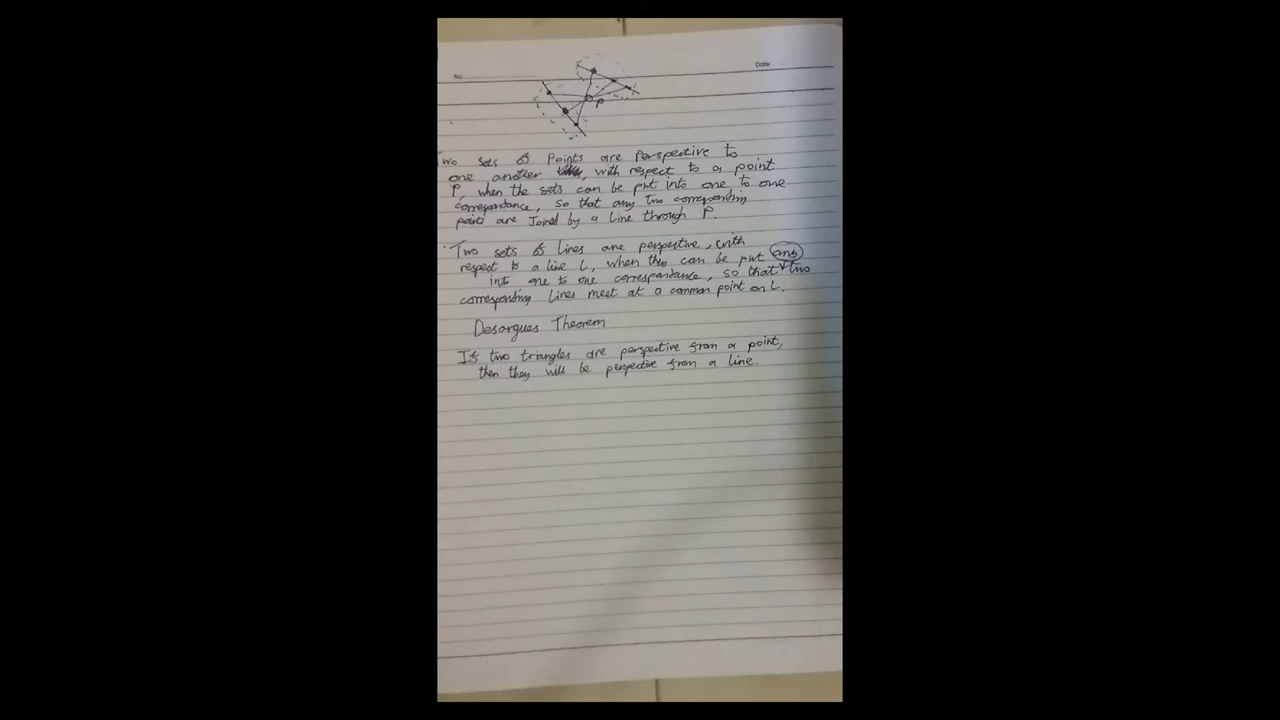 No
Date
P
Two sets of Points are Perspective to
one another, with respect to a point
P, when the sets can be put into one to one
correspondance, so that any two corresponding
points are Joined by a line through P.
Two sets of lines are perspective, with
respect to a line L, when they can be put any
into one to one correspondance, so that two
corresponding Lines meet at a common point on L.
Desargues Theorem
If two triangles are perspective from a point,
then they will be perspective from a line.